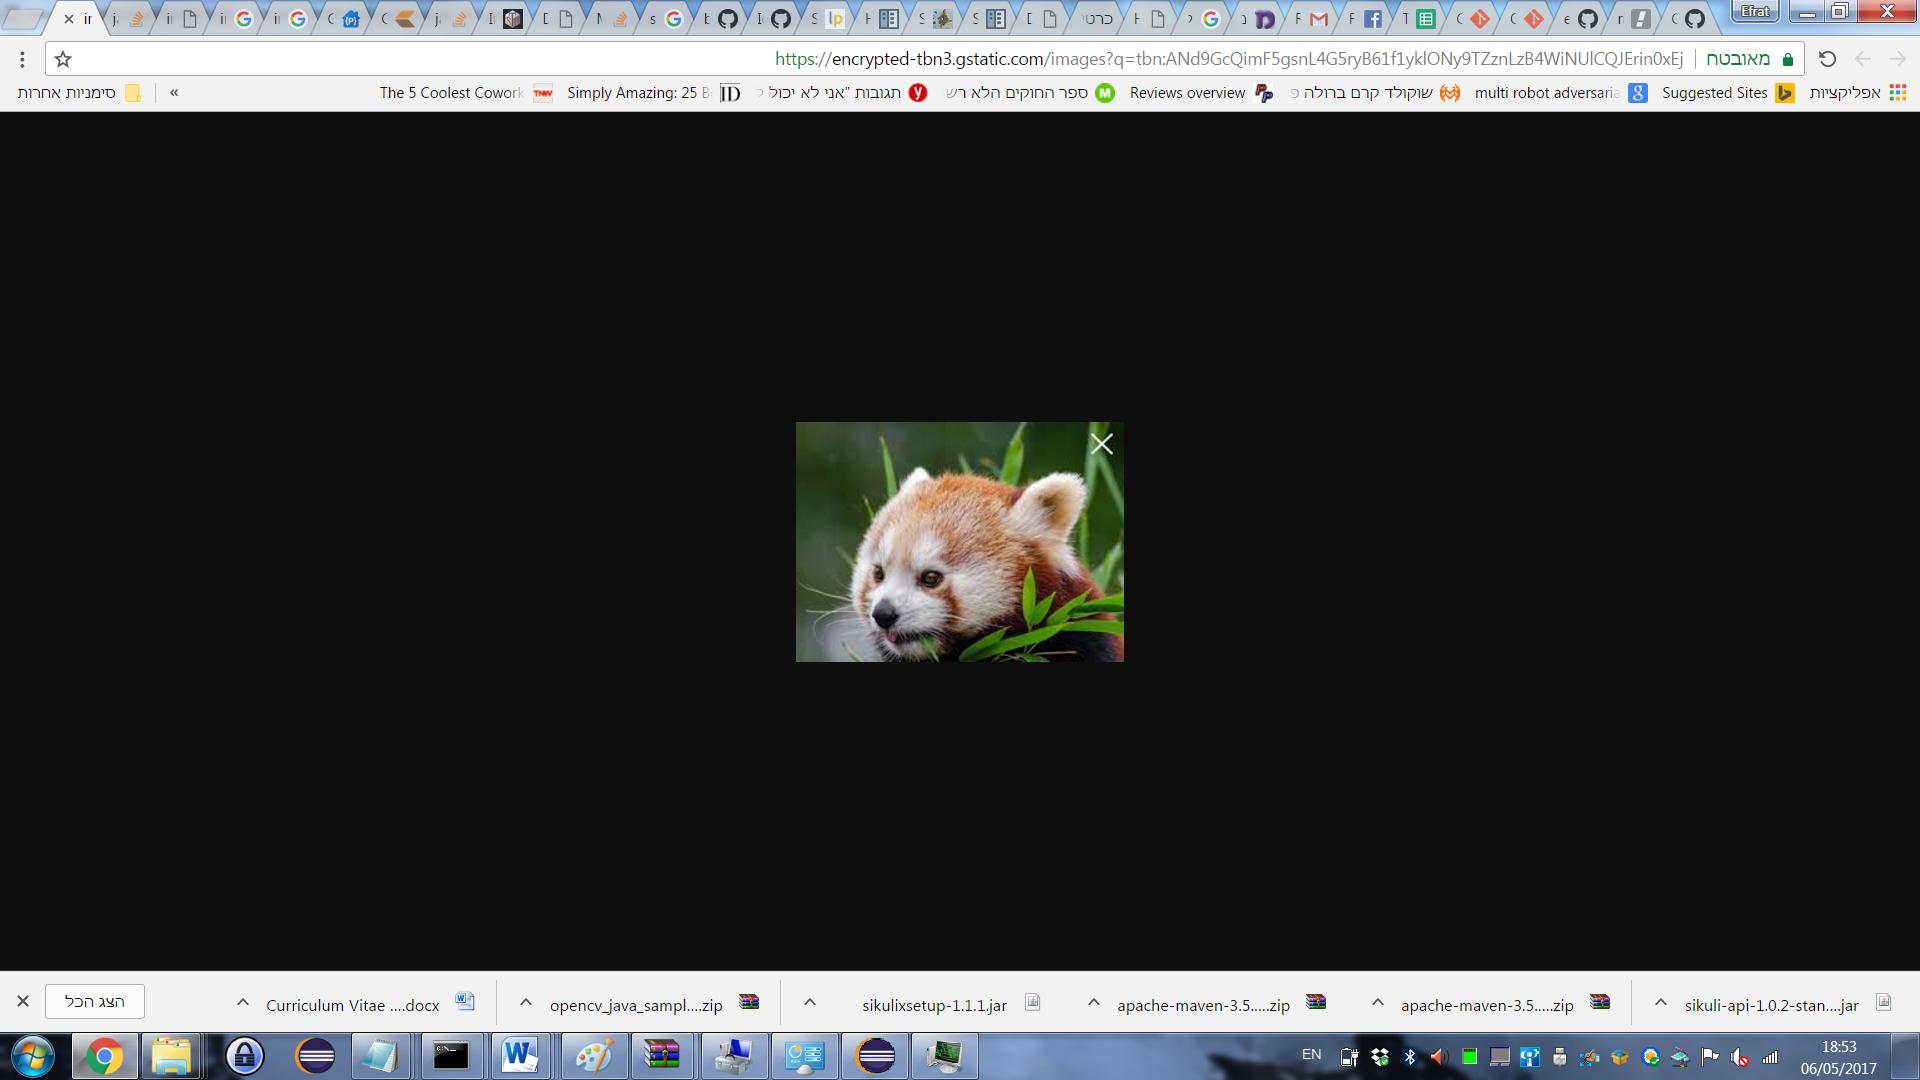 Efrat
https://encrypted-tbn3.gstatic.com/images?q=tbn:ANd9GcQimF5gsnL4G5ryB61f1yklONy9TZznLzB4WiNUlCQJErin0xEj
מאובטח
אפליקציות
Suggested Sites
multi robot adversaria
שוקולד קרם ברולה פ
Reviews overview
ספר החוקים הלא רש
תגובות "אני לא יכול ל
Simply Amazing: 25 B
The 5 Coolest Cowork
«
סימניות אחרות
הצג הכל
Curriculum Vitae ....docx
opencv_java_sampl....zip
sikulixsetup-1.1.1.jar
apache-maven-3.5.....zip
apache-maven-3.5.....zip
sikuli-api-1.0.2-stan....jar
EN
18:53
06/05/2017